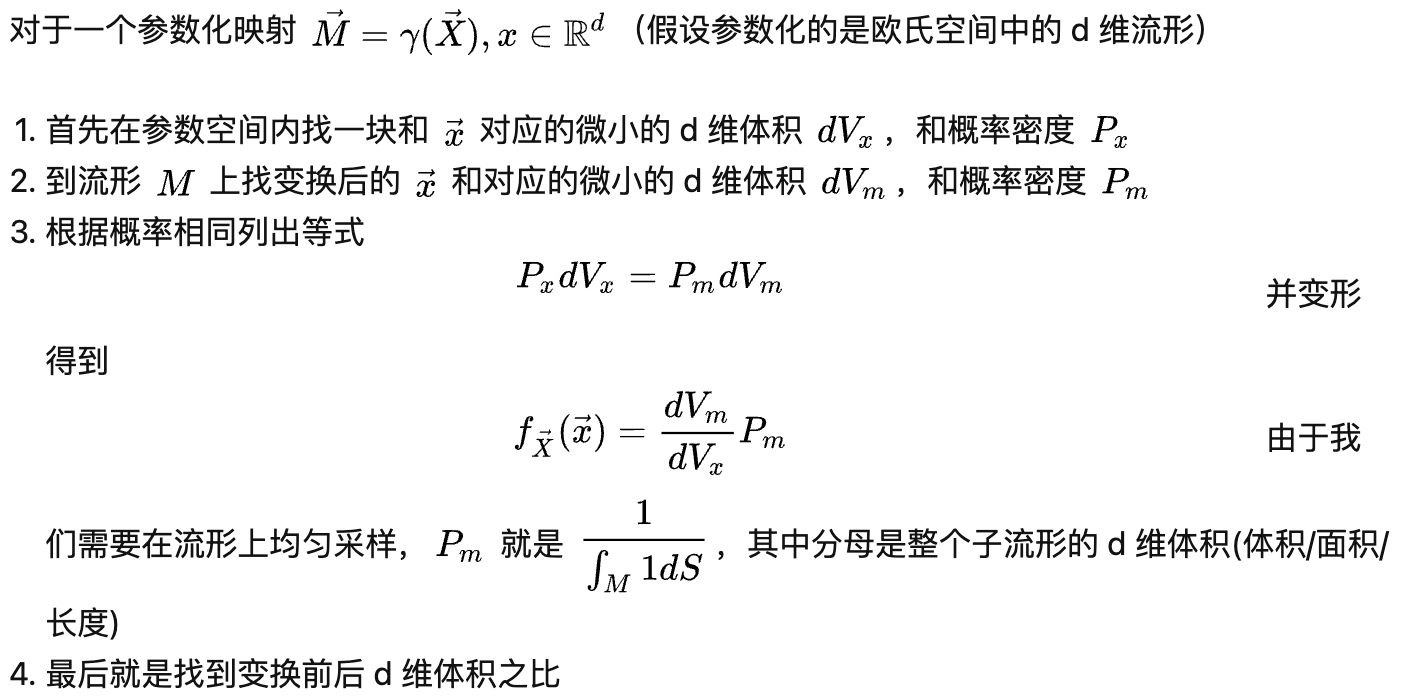 对于一个参数化映射 $\vec{M} = \gamma(\vec{X}), x \in \mathbb{R}^d$ （假设参数化的是欧氏空间中的 d 维流形）
1. 首先在参数空间内找一块和 $\vec{x}$ 对应的微小的 d 维体积 $dV_x$ ，和概率密度 $P_x$
2. 到流形 $M$ 上找变换后的 $\vec{x}$ 和对应的微小的 d 维体积 $dV_m$ ，和概率密度 $P_m$
3. 根据概率相同列出等式
$P_x dV_x = P_m dV_m$ 并变形
得到
$f_{\vec{X}}(\vec{x}) = \frac{dV_m}{dV_x} P_m$ 由于我
们需要在流形上均匀采样， $P_m$ 就是 $\frac{1}{\int_M 1dS}$ ，其中分母是整个子流形的 d 维体积(体积/面积/
长度)
4. 最后就是找到变换前后 d 维体积之比